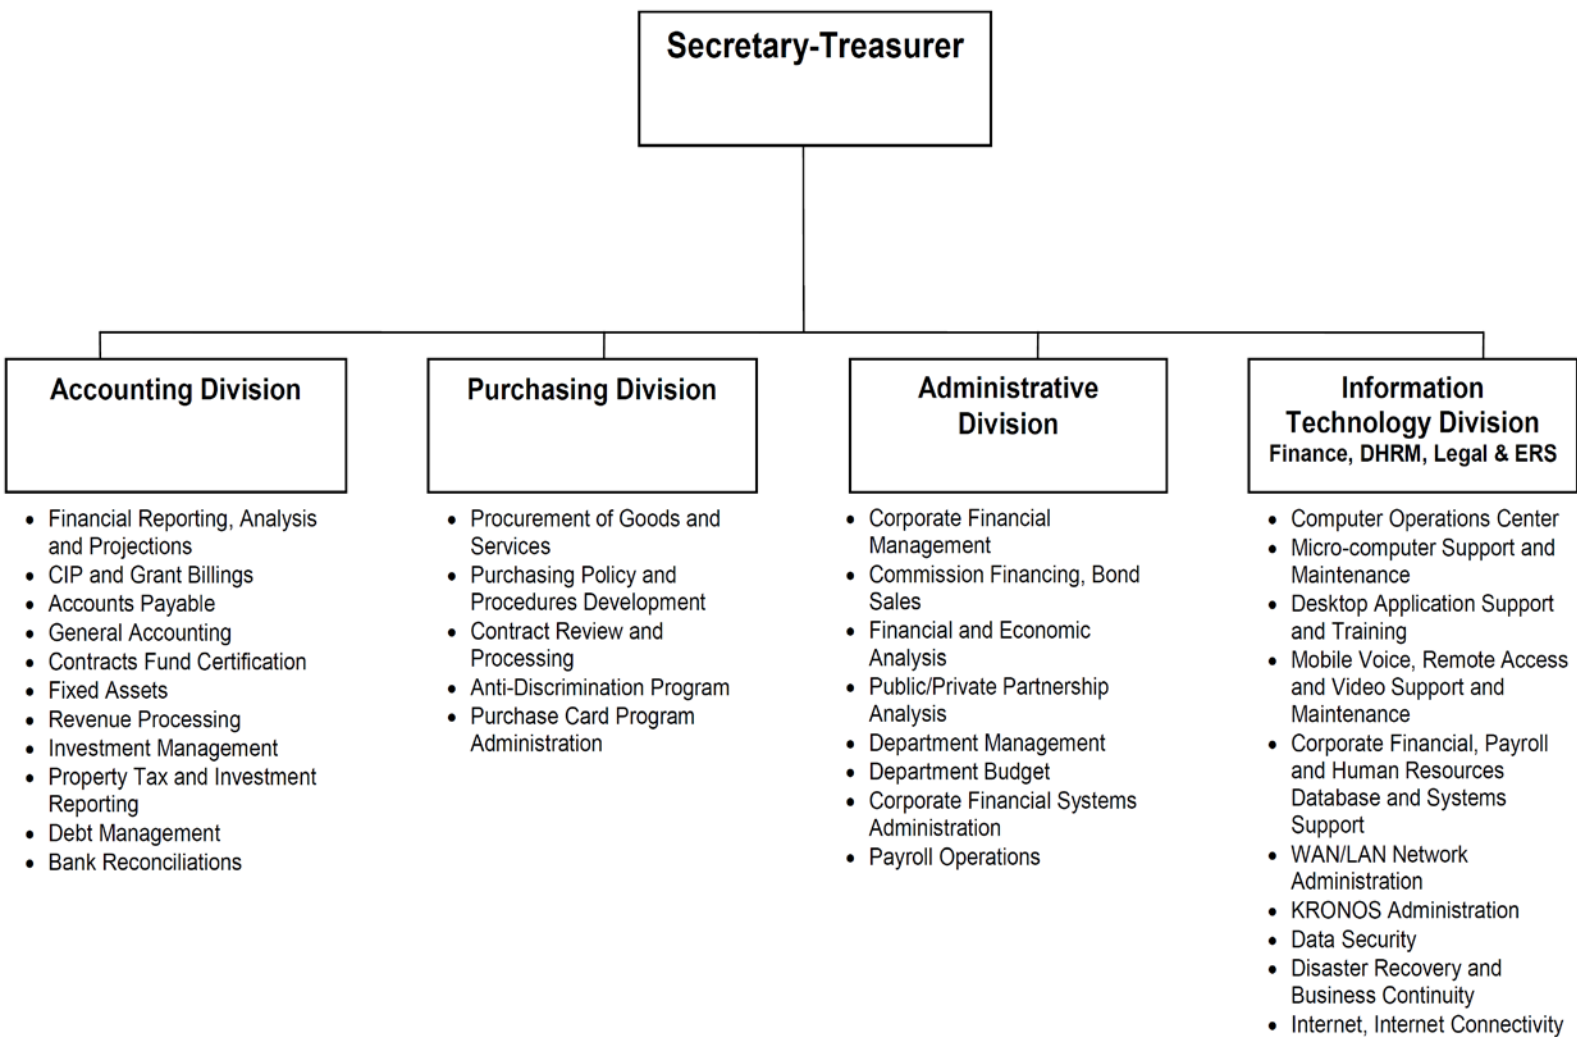 Secretary-Treasurer
Accounting Division
• Financial Reporting, Analysis
and Projections
• CIP and Grant Billings
• Accounts Payable
• General Accounting
• Contracts Fund Certification
• Fixed Assets
• Revenue Processing
• Investment Management
• Property Tax and Investment
Reporting
• Debt Management
• Bank Reconciliations
Purchasing Division
• Procurement of Goods and
Services
• Purchasing Policy and
Procedures Development
• Contract Review and
Processing
• Anti-Discrimination Program
• Purchase Card Program
Administration
Administrative
Division
• Corporate Financial
Management
• Commission Financing, Bond
Sales
• Financial and Economic
Analysis
• Public/Private Partnership
Analysis
• Department Management
• Department Budget
• Corporate Financial Systems
Administration
• Payroll Operations
Information
Technology Division
Finance, DHRM, Legal & ERS
• Computer Operations Center
• Micro-computer Support and
Maintenance
• Desktop Application Support
and Training
• Mobile Voice, Remote Access
and Video Support and
Maintenance
• Corporate Financial, Payroll
and Human Resources
Database and Systems
Support
• WAN/LAN Network
Administration
• KRONOS Administration
• Data Security
• Disaster Recovery and
Business Continuity
• Internet, Internet Connectivity